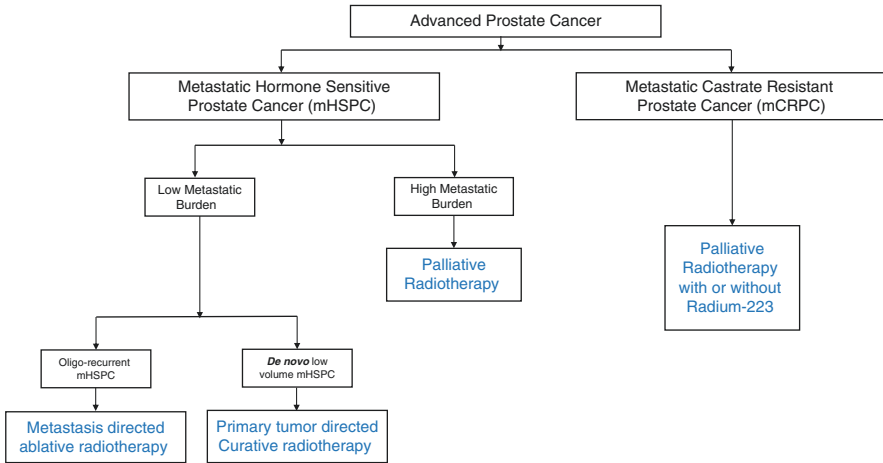 Advanced Prostate Cancer
Metastatic Hormone Sensitive
Prostate Cancer (mHSPC)
Metastatic Castrate Resistant
Prostate Cancer (mCRPC)
Low Metastatic
Burden
High Metastatic
Burden
Palliative
Radiotherapy
Palliative
Radiotherapy
with or without
Radium-223
Oligo-recurrent
mHSPC
De novo low
volume mHSPC
Metastasis directed
ablative radiotherapy
Primary tumor directed
Curative radiotherapy